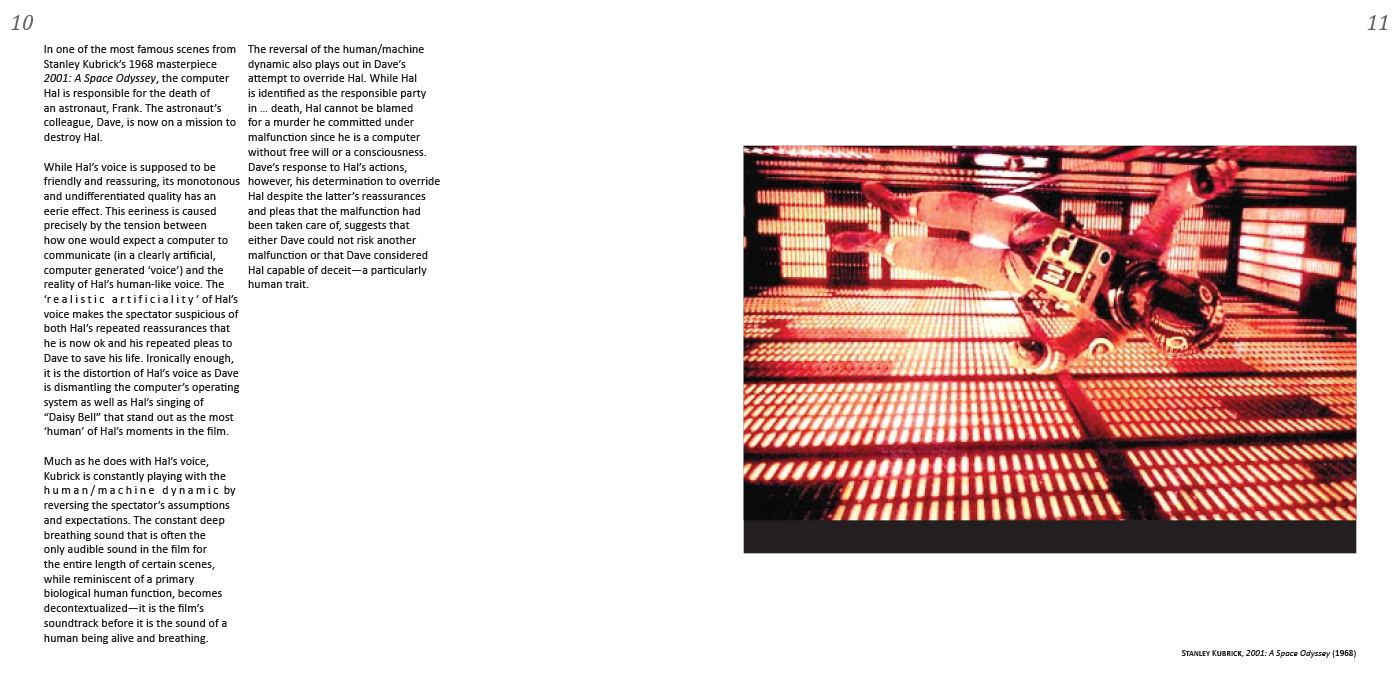 10
In one of the most famous scenes from
Stanley Kubrick's 1968 masterpiece
2001: A Space Odyssey, the computer
Hal is responsible for the death of
an astronaut, Frank. The astronaut's
colleague, Dave, is now on a mission to
destroy Hal.
While Hal's voice is supposed to be
friendly and reassuring, its monotonous
and undifferentiated quality has an
eerie effect. This eeriness is caused
precisely by the tension between
how one would expect a computer to
communicate (in a clearly artificial,
computer generated 'voice') and the
reality of Hal's human-like voice. The
'realistic artificiality' of Hal's
voice makes the spectator suspicious of
both Hal's repeated reassurances that
he is now ok and his repeated pleas to
Dave to save his life. Ironically enough,
it is the distortion of Hal's voice as Dave
is dismantling the computer's operating
system as well as Hal's singing of
"Daisy Bell" that stand out as the most
'human' of Hal's moments in the film.
Much as he does with Hal's voice,
Kubrick is constantly playing with the
human/machine dynamic by
reversing the spectator's assumptions
and expectations. The constant deep
breathing sound that is often the
only audible sound in the film for
the entire length of certain scenes,
while reminiscent of a primary
biological human function, becomes
decontextualized—it is the film's
soundtrack before it is the sound of a
human being alive and breathing.
The reversal of the human/machine
dynamic also plays out in Dave's
attempt to override Hal. While Hal
is identified as the responsible party
in ... death, Hal cannot be blamed
for a murder he committed under
malfunction since he is a computer
without free will or a consciousness.
Dave's response to Hal's actions,
however, his determination to override
Hal despite the latter's reassurances
and pleas that the malfunction had
been taken care of, suggests that
either Dave could not risk another
malfunction or that Dave considered
Hal capable of deceit—a particularly
human trait.
11
Stanley Kubrick, 2001: A Space Odyssey (1968)